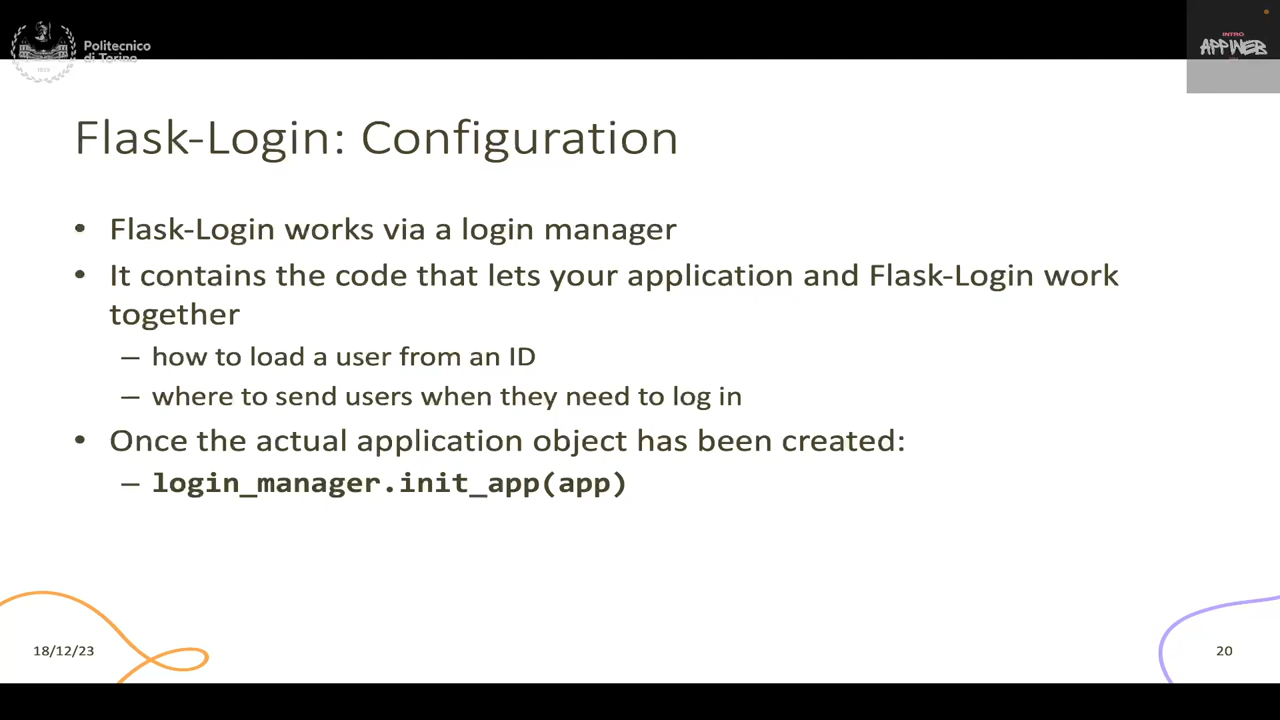 Politecnico
di Torino
1859
INTRO
APPWEB
Flask-Login: Configuration
• Flask-Login works via a login manager
• It contains the code that lets your application and Flask-Login work
together
– how to load a user from an ID
– where to send users when they need to log in
• Once the actual application object has been created:
– login_manager.init_app(app)
18/12/23
20